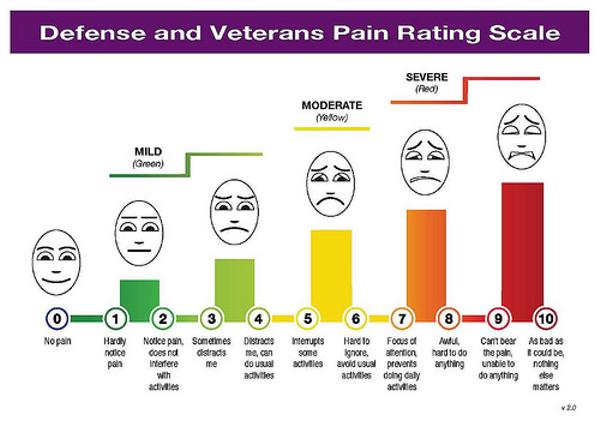 Defense and Veterans Pain Rating Scale
SEVERE
(Red)
MODERATE
(Yellow)
MILD
(Green)
0
1
2
3
4
5
6
7
8
9
10
No pain
Hardly
notice
pain
Notice pain,
does not
interfere
with
activities
Sometimes
distracts
me
Distracts
me, can
do usual
activities
Interrupts
some
activities
Hard to
ignore,
avoid usual
activities
Focus of
attention,
prevents
doing daily
activities
Awful,
hard to do
anything
Can't bear
the pain,
unable to
do anything
As bad as
it could be,
nothing
else
matters
v 2.0